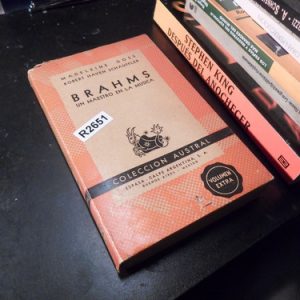 MADELEINE GOSS
ROBERT HAVEN SCHAUFFLER
BRAHMS
UN MAESTRO EN LA MUSICA
R2651
COLECCION AUSTRAL
ESPASA-CALPE ARGENTINA, S. A.
BUENOS AIRES - MEXICO
VOLUMEN
EXTRA
STEPHEN KING
DESPUÉS DEL ANOCHECER